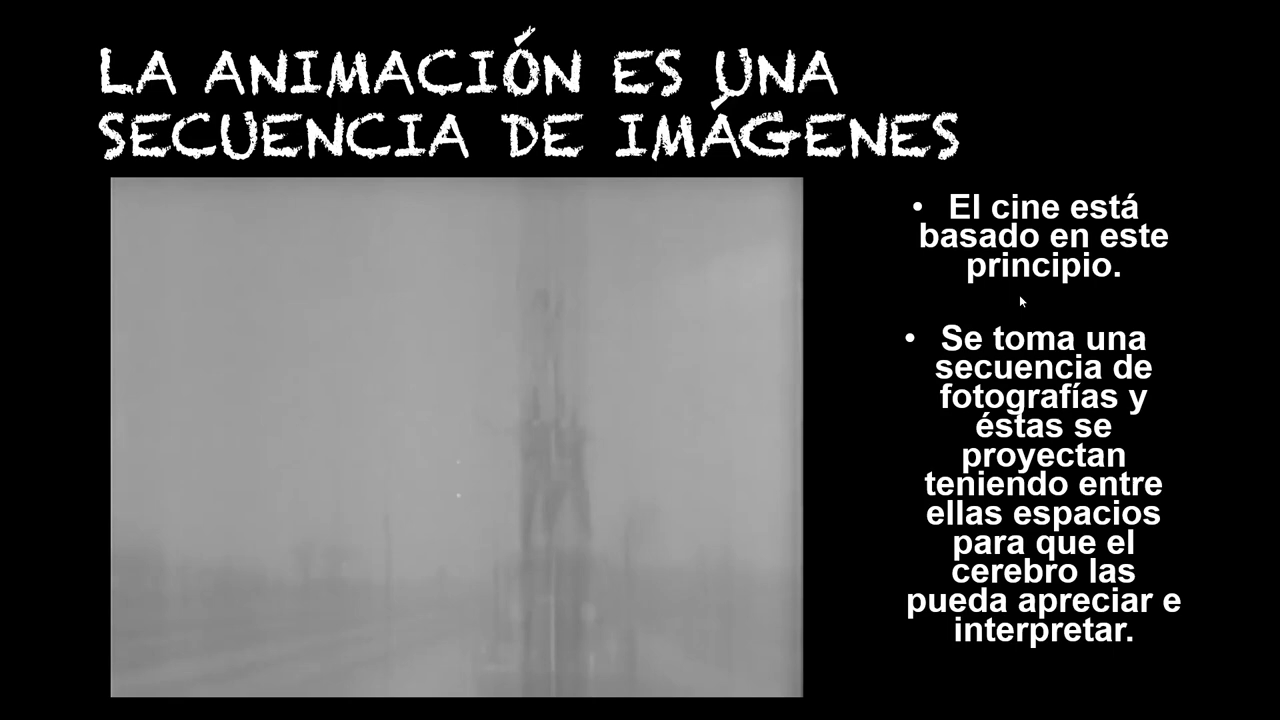 LA ANIMACIÓN ES UNA
SECUENCIA DE IMÁGENES
• El cine está
basado en este
principio.
• Se toma una
secuencia de
fotografías y
éstas se
proyectan
teniendo entre
ellas espacios
para que el
cerebro las
pueda apreciar e
interpretar.